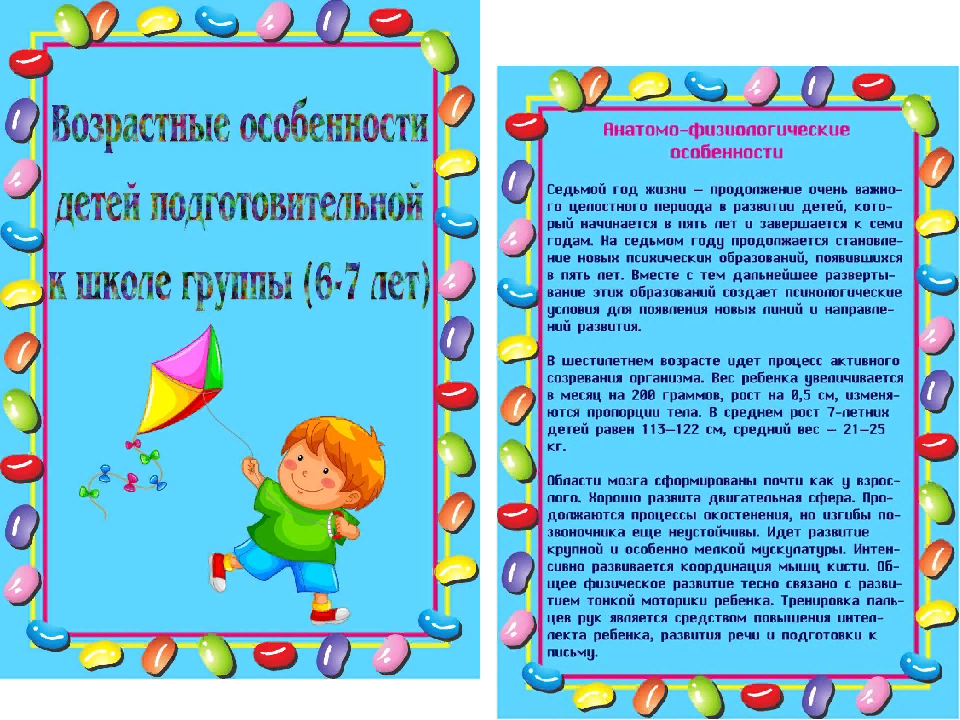 Возрастные особенности
детей подготовительной
к школе группы (6-7 лет)
Анатомо-физиологические
особенности
Седьмой год жизни – продолжение очень важно-
го целостного периода в развитии детей, кото-
рый начинается в пять лет и завершается к семи
годам. На седьмом году продолжается становле-
ние новых психических образований, появившихся
в пять лет. Вместе с тем дальнейшее разверты-
вание этих образований создает психологические
условия для появления новых линий и направле-
ний развития.
В шестилетнем возрасте идет процесс активного
созревания организма. Вес ребенка увеличивается
в месяц на 200 граммов, рост на 0,5 см, изменя-
ются пропорции тела. В среднем рост 7-летних
детей равен 113–122 см, средний вес – 21–25
кг.
Области мозга сформированы почти как у взрос-
лого. Хорошо развита двигательная сфера. Про-
должаются процессы окостенения, но изгибы по-
звоночника еще неустойчивы. Идет развитие
крупной и особенно мелкой мускулатуры. Интен-
сивно развивается координация мышц кисти. Об-
щее физическое развитие тесно связано с разви-
тием тонкой моторики ребенка. Тренировка паль-
цев рук является средством повышения интел-
лекта ребенка, развития речи и подготовки к
письму.